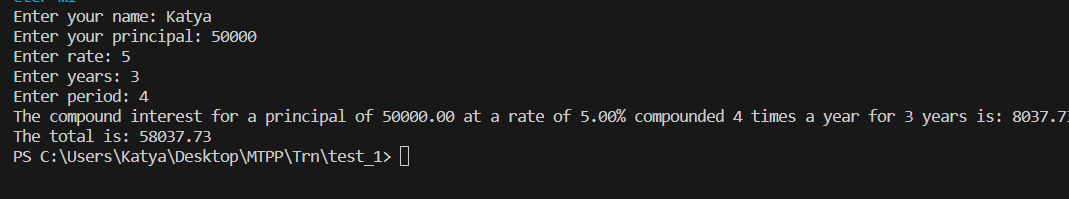 Enter your name: Katya
Enter your principal: 50000
Enter rate: 5
Enter years: 3
Enter period: 4
The compound interest for a principal of 50000.00 at a rate of 5.00% compounded 4 times a year for 3 years is: 8037.73
The total is: 58037.73
PS C:\Users\Katya\Desktop\MTPP\Trn\test_1>